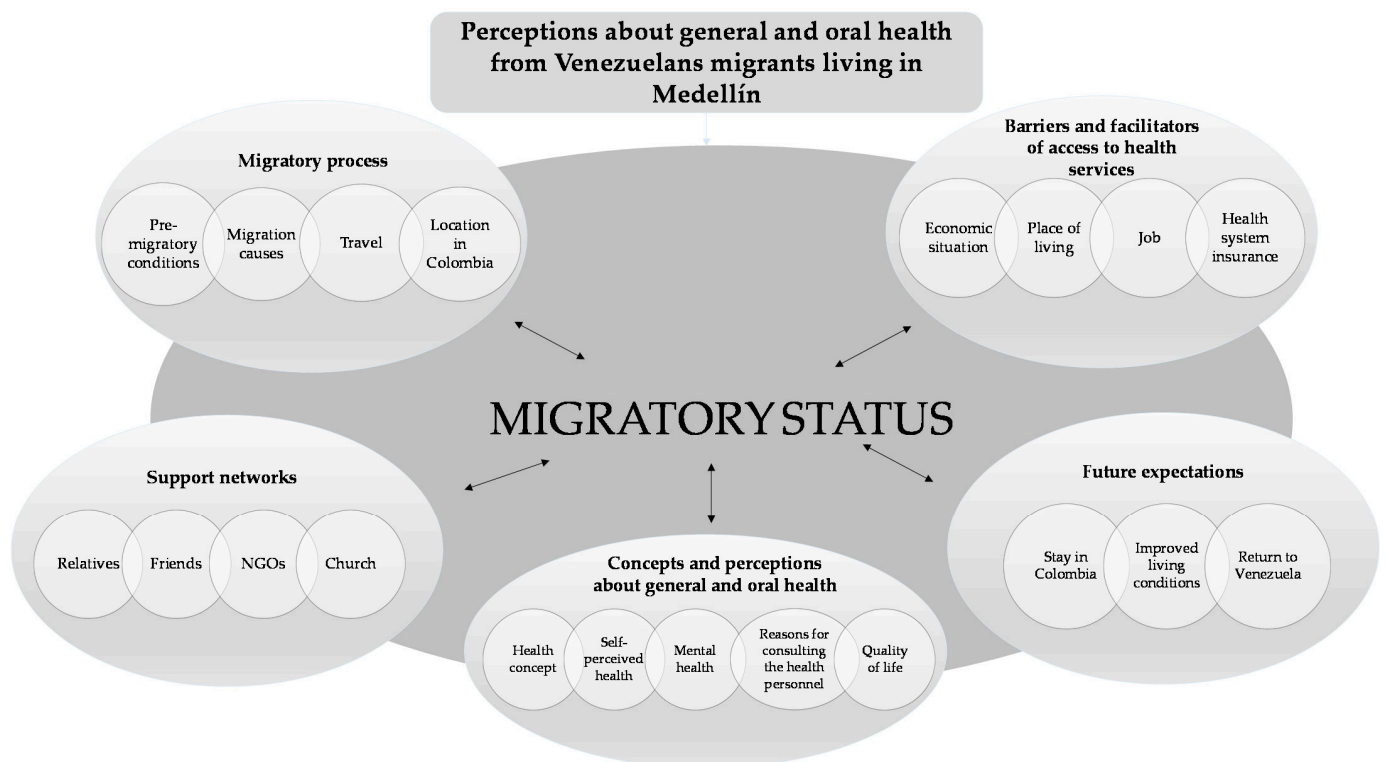 Perceptions about general and oral health
from Venezuelans migrants living in
Medellín
Migratory process
Pre-
migratory
conditions
Migration
causes
Travel
Location
in
Colombia
Barriers and facilitators
of access to health
services
Economic
situation
Place of
living
Job
Health
system
insurance
MIGRATORY STATUS
Support networks
Relatives
Friends
NGOs
Church
Concepts and perceptions
about general and oral health
Health
concept
Self-
perceived
health
Mental
health
Reasons for
consulting
the health
personnel
Quality
of life
Future expectations
Stay in
Colombia
Improved
living
conditions
Return to
Venezuela